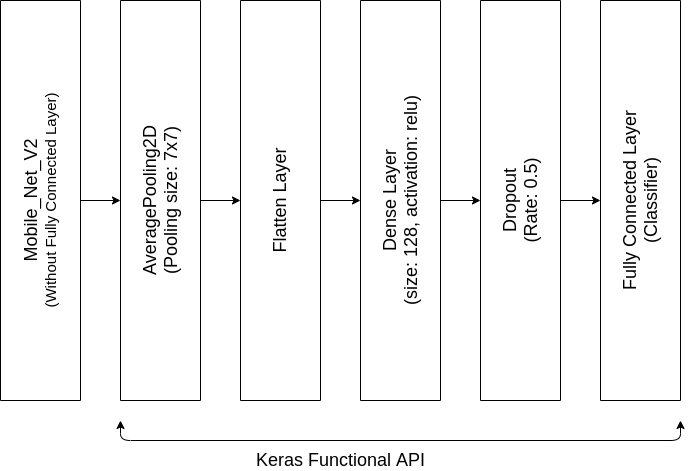 Mobile_Net_V2
(Without Fully Connected Layer)
AveragePooling2D
(Pooling size: 7x7)
Flatten Layer
Dense Layer
(size: 128, activation: relu)
Dropout
(Rate: 0.5)
Fully Connected Layer
(Classifier)
Keras Functional API